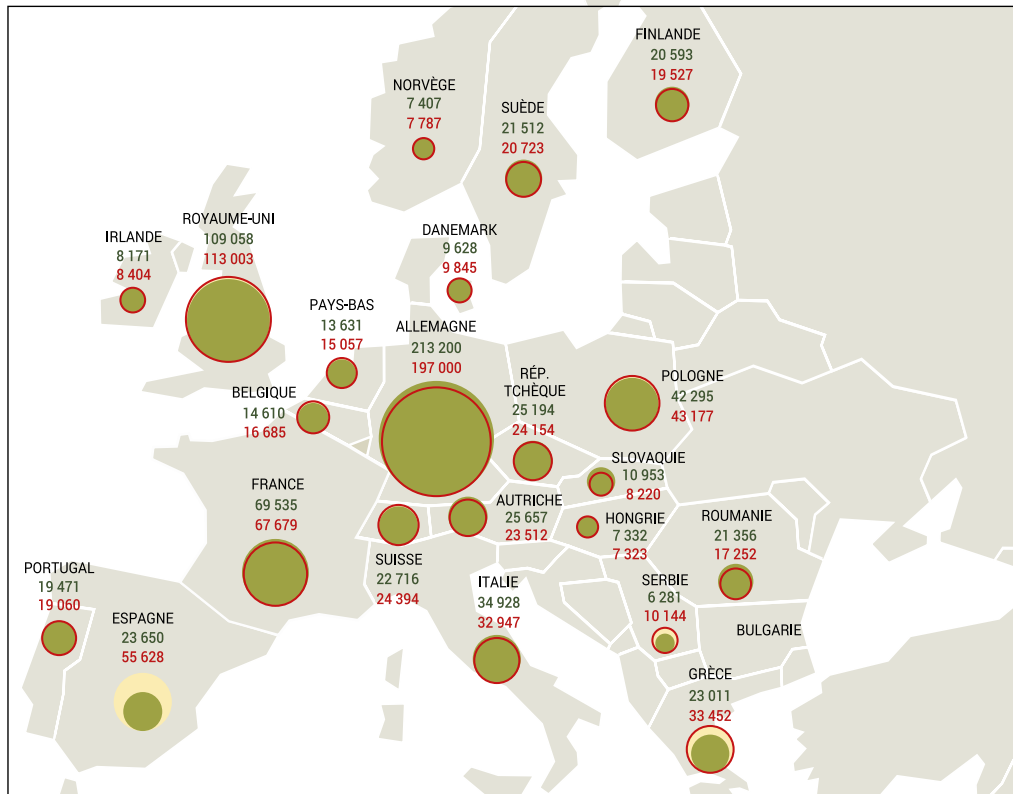 FINLANDE
20 593
19 527
NORVÈGE
7 407
7 787
SUÈDE
21 512
20 723
ROYAUME-UNI
109 058
113 003
IRLANDE
8 171
8 404
DANEMARK
9 628
9 845
PAYS-BAS
13 631
15 057
ALLEMAGNE
213 200
197 000
RÉP.
TCHÈQUE
25 194
24 154
POLOGNE
42 295
43 177
BELGIQUE
14 610
16 685
SLOVAQUIE
10 953
8 220
FRANCE
69 535
67 679
AUTRICHE
25 657
23 512
HONGRIE
7 332
7 323
ROUMANIE
21 356
17 252
SUISSE
22 716
24 394
PORTUGAL
19 471
19 060
ITALIE
34 928
32 947
SERBIE
6 281
10 144
ESPAGNE
23 650
55 628
BULGARIE
GRÈCE
23 011
33 452